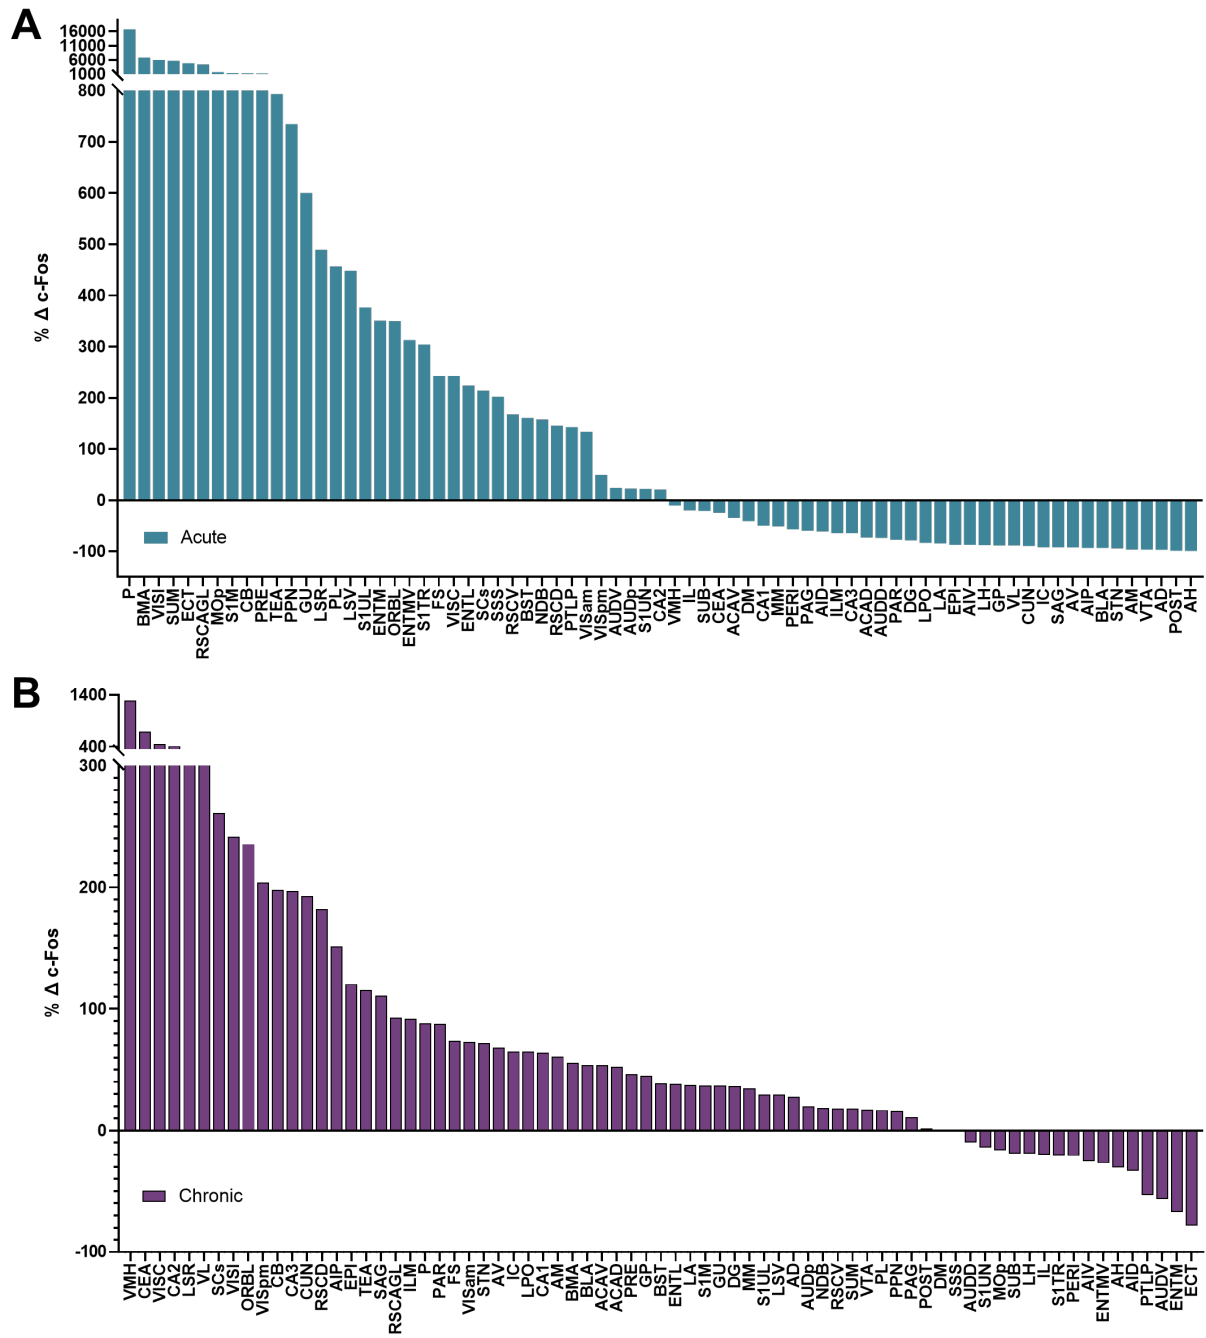 A
16000
11000
6000
1000
800
700
600
500
400
300
200
100
0
-100
% Δ c-Fos
Acute
P
BMA
VISl
SUM
ECT
RSCAGL
MOp
S1M
CB
PRE
TEA
PPN
GU
LSR
PL
LSV
S1UL
ENTM
ORBL
ENTMV
S1TR
FS
VISC
ENTL
SCs
SSS
RSCV
BST
NDB
RSCD
PTLP
VISam
VISpm
AUDV
AUDp
S1UN
CA2
VMH
IL
SUB
CEA
ACAV
DM
CA1
MM
PERI
PAG
AID
ILM
CA3
ACAD
AUDD
PAR
DG
LPO
LA
EPI
AIV
LH
GP
VL
CUN
IC
SAG
AV
AIP
BLA
STN
AM
VTA
AD
POST
AH
B
1400
400
300
200
100
0
-100
% Δ c-Fos
Chronic
VMH
CEA
VISC
CA2
LSR
VL
SCs
VISl
ORBL
VISpm
CB
CA3
CUN
RSCD
AIP
EPI
TEA
SAG
RSCAGL
ILM
P
PAR
FS
VISam
STN
AV
IC
LPO
CA1
AM
BMA
BLA
ACAV
ACAD
PRE
GP
BST
ENTL
LA
S1M
GU
DG
MM
S1UL
LSV
AD
AUDp
NDB
RSCV
SUM
VTA
PL
PPN
PAG
POST
DM
SSS
AUDD
S1UN
MOp
SUB
LH
IL
S1TR
PERI
AIV
ENTMV
AH
AID
PTLP
AUDV
ENTM
ECT